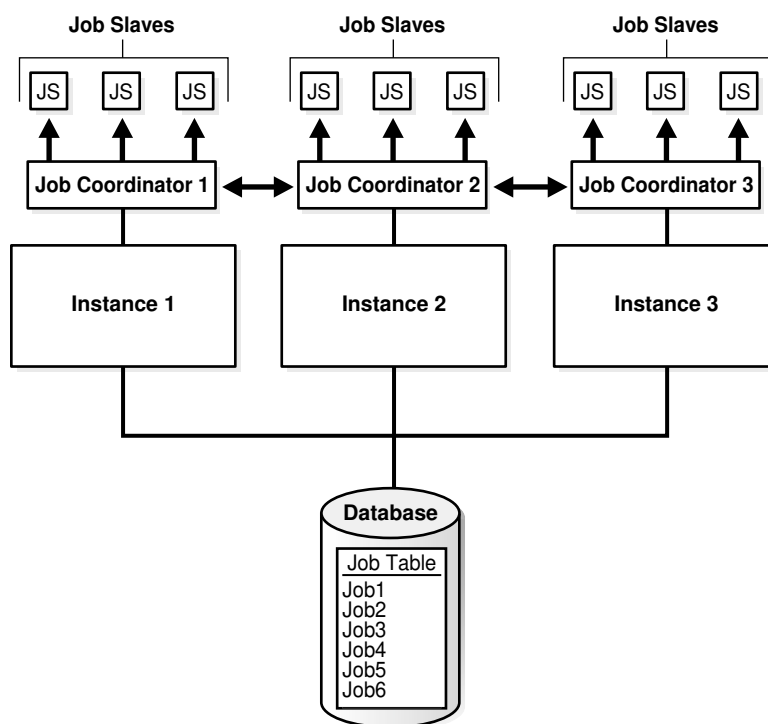 Job Slaves Job Slaves Job Slaves
JS JS JS JS JS JS JS JS JS
Job Coordinator 1 Job Coordinator 2 Job Coordinator 3
Instance 1 Instance 2 Instance 3
Database
Job Table
Job1
Job2
Job3
Job4
Job5
Job6